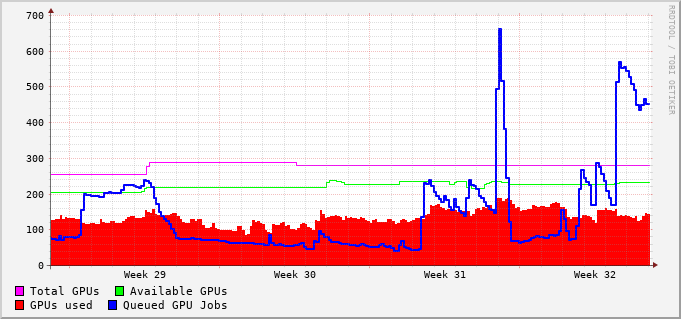 700
600
500
400
300
200
100
0
Week 29 Week 30 Week 31 Week 32
Total GPUs Available GPUs
GPUs used Queued GPU Jobs
RRDTOOL / TOBI OETIKER